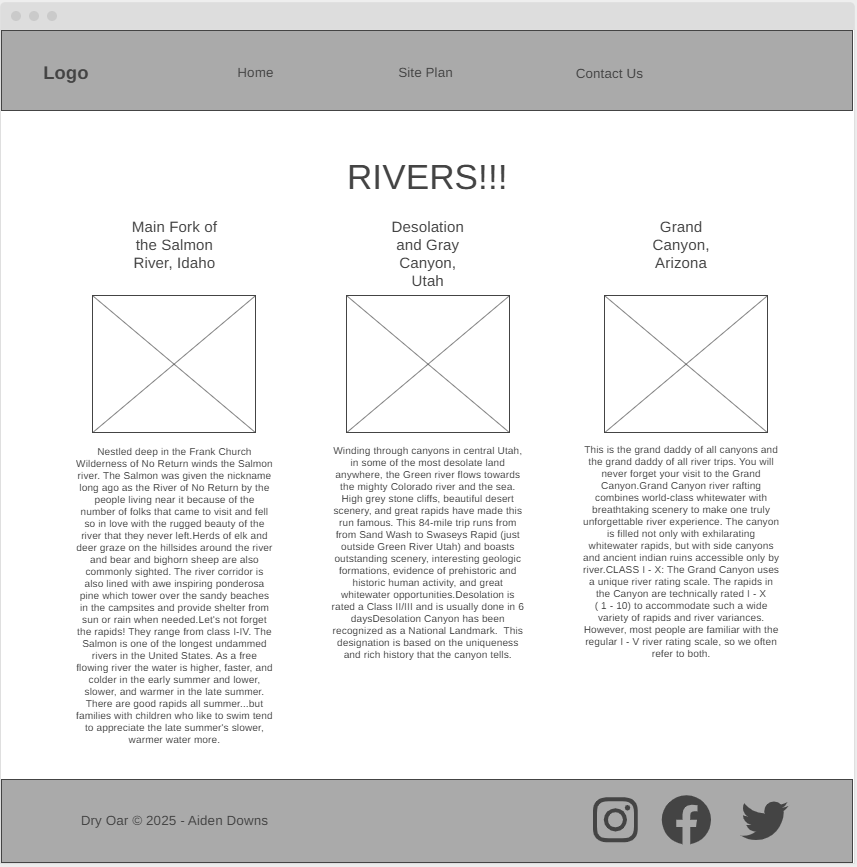 Logo
Home
Site Plan
Contact Us
RIVERS!!!
Main Fork of
the Salmon
River, Idaho
Nestled deep in the Frank Church
Wilderness of No Return winds the Salmon
river. The Salmon was given the nickname
long ago as the River of No Return by the
people living near it because of the
number of folks that came to visit and fell
so in love with the rugged beauty of the
river that they never left.Herds of elk and
deer graze on the hillsides around the river
and bear and bighorn sheep are also
commonly sighted. The river corridor is
also lined with awe inspiring ponderosa
pine which tower over the sandy beaches
in the campsites and provide shelter from
sun or rain when needed.Let's not forget
the rapids! They range from class I-IV. The
Salmon is one of the longest undammed
rivers in the United States. As a free
flowing river the water is higher, faster, and
colder in the early summer and lower,
slower, and warmer in the late summer.
There are good rapids all summer...but
families with children who like to swim tend
to appreciate the late summer's slower,
warmer water more.
Desolation
and Gray
Canyon,
Utah
Winding through canyons in central Utah,
in some of the most desolate land
anywhere, the Green river flows towards
the mighty Colorado river and the sea.
High grey stone cliffs, beautiful desert
scenery, and great rapids have made this
run famous. This 84-mile trip runs from
from Sand Wash to Swaseys Rapid (just
outside Green River Utah) and boasts
outstanding scenery, interesting geologic
formations, evidence of prehistoric and
historic human activity, and great
whitewater opportunities.Desolation is
rated a Class II/III and is usually done in 6
daysDesolation Canyon has been
recognized as a National Landmark.  This
designation is based on the uniqueness
and rich history that the canyon tells.
Grand
Canyon,
Arizona
This is the grand daddy of all canyons and
the grand daddy of all river trips. You will
never forget your visit to the Grand
Canyon.Grand Canyon river rafting
combines world-class whitewater with
breathtaking scenery to make one truly
unforgettable river experience. The canyon
is filled not only with exhilarating
whitewater rapids, but with side canyons
and ancient indian ruins accessible only by
river.CLASS I - X: The Grand Canyon uses
a unique river rating scale. The rapids in
the Canyon are technically rated I - X
( 1 - 10) to accommodate such a wide
variety of rapids and river variances.
However, most people are familiar with the
regular I - V river rating scale, so we often
refer to both.
Dry Oar © 2025 - Aiden Downs